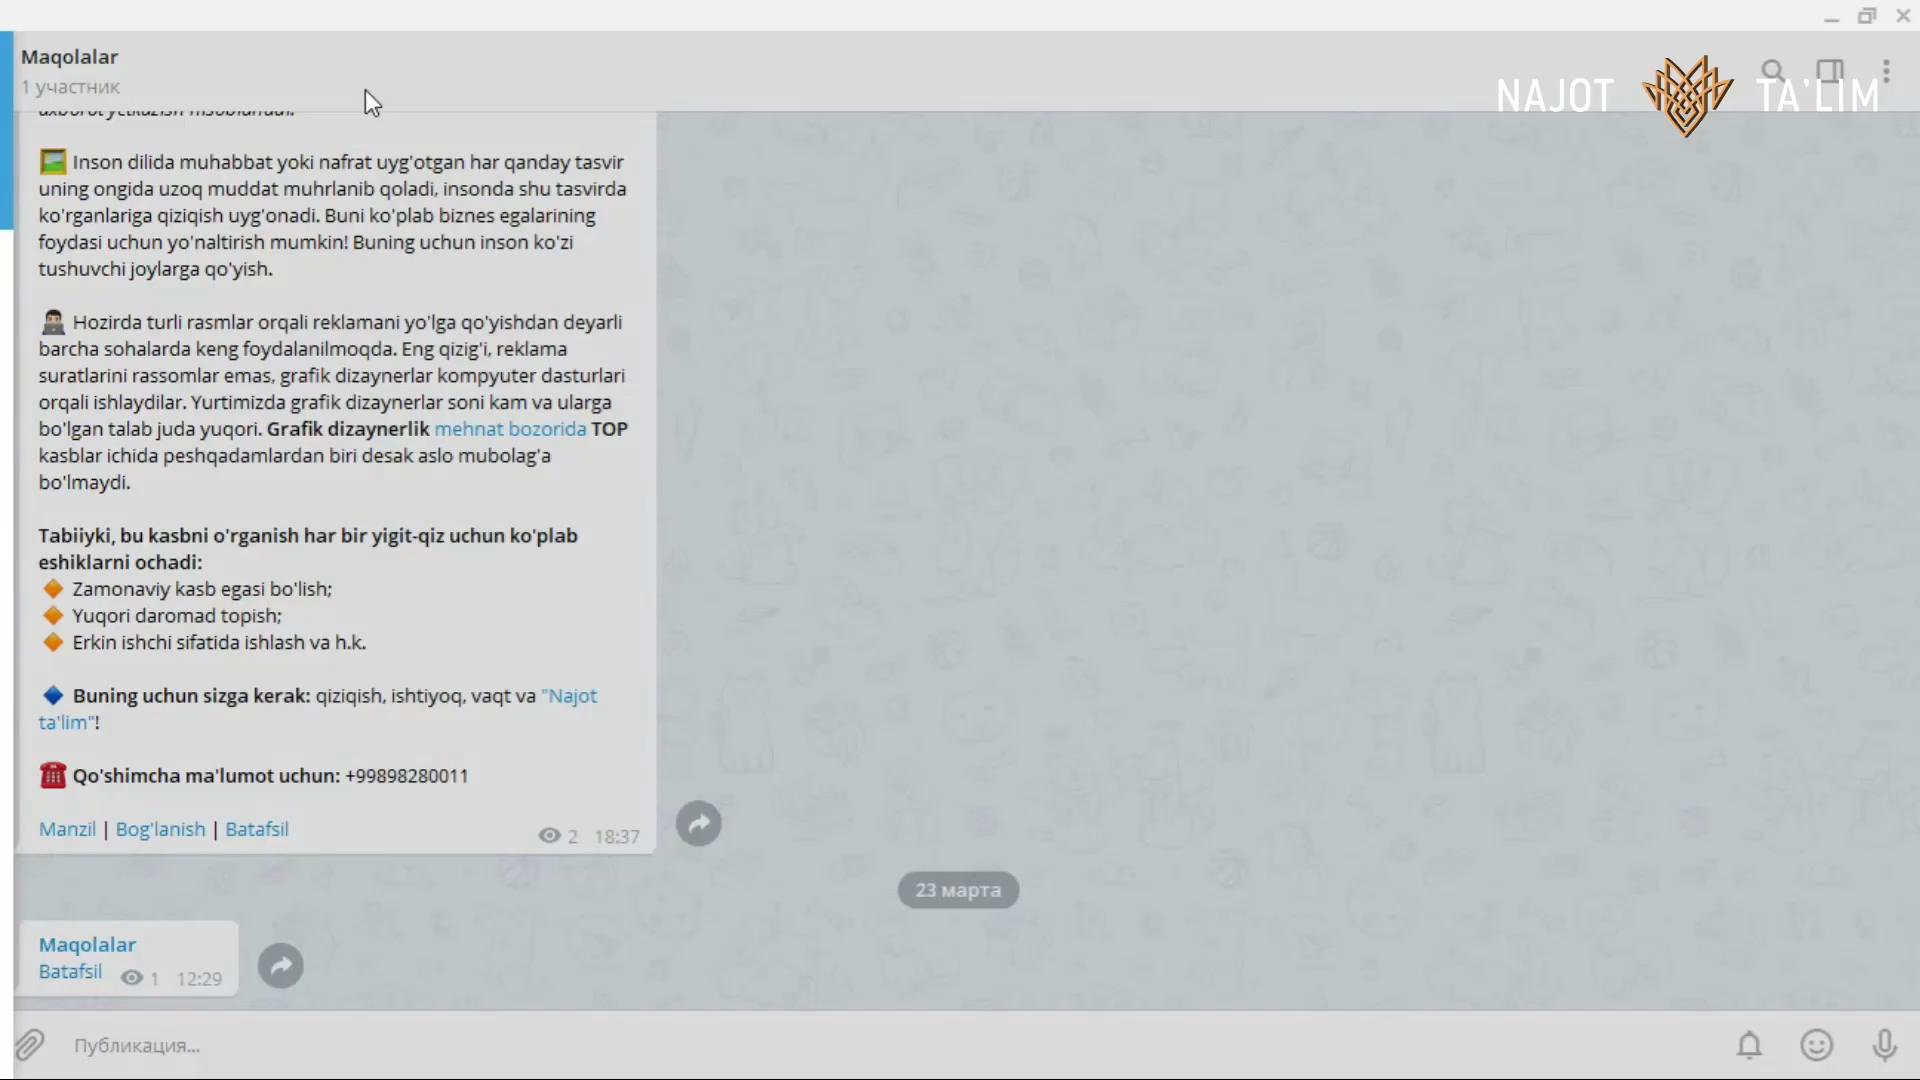 Maqolalar
1 участник
NAJOT TA'LIM
axborot yetkazish hisoblanadi.
Inson dilida muhabbat yoki nafrat uyg'otgan har qanday tasvir
uning ongida uzoq muddat muhrlanib qoladi, insonda shu tasvirda
ko'rganlariga qiziqish uyg'onadi. Buni ko'plab biznes egalarining
foydasi uchun yo'naltirish mumkin! Buning uchun inson ko'zi
tushuvchi joylarga qo'yish.
Hozirda turli rasmlar orqali reklamani yo'lga qo'yishdan deyarli
barcha sohalarda keng foydalanilmoqda. Eng qizig'i, reklama
suratlarini rassomlar emas, grafik dizaynerlar kompyuter dasturlari
orqali ishlaydilar. Yurtimizda grafik dizaynerlar soni kam va ularga
bo'lgan talab juda yuqori. Grafik dizaynerlik mehnat bozorida TOP
kasblar ichida peshqadamlardan biri desak aslo mubolag'a
bo'lmaydi.
Tabiiyki, bu kasbni o'rganish har bir yigit-qiz uchun ko'plab
eshiklarni ochadi:
Zamonaviy kasb egasi bo'lish;
Yuqori daromad topish;
Erkin ishchi sifatida ishlash va h.k.
Buning uchun sizga kerak: qiziqish, ishtiyoq, vaqt va "Najot
ta'lim"!
Qo'shimcha ma'lumot uchun: +99898280011
Manzil | Bog'lanish | Batafsil
2 18:37
23 марта
Maqolalar
Batafsil 1 12:29
Публикация...